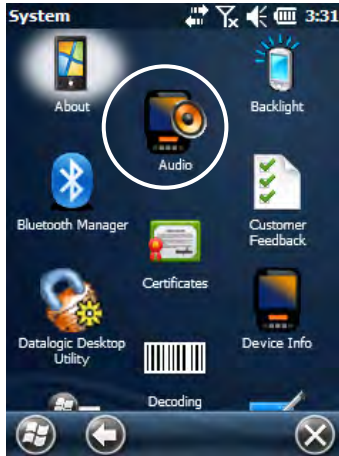 System 3:31
About
Audio
Backlight
Bluetooth Manager
Certificates
Customer
Feedback
Datalogic Desktop
Utility
Decoding
Device Info